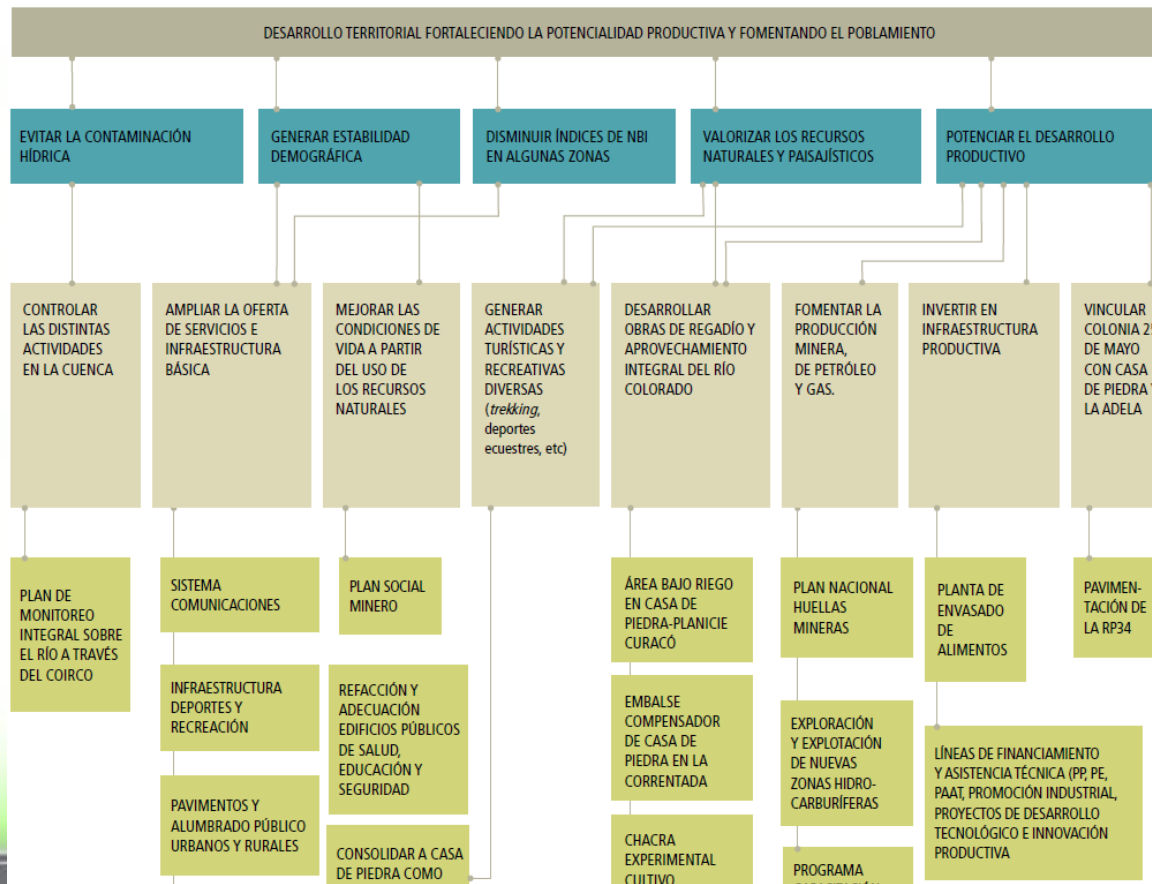 DESARROLLO TERRITORIAL FORTALECIENDO LA POTENCIALIDAD PRODUCTIVA Y FOMENTANDO EL POBLAMIENTO
EVITAR LA CONTAMINACIÓN
HÍDRICA
GENERAR ESTABILIDAD
DEMOGRÁFICA
DISMINUIR ÍNDICES DE NBI
EN ALGUNAS ZONAS
VALORIZAR LOS RECURSOS
NATURALES Y PAISAJÍSTICOS
POTENCIAR EL DESARROLLO
PRODUCTIVO
CONTROLAR
LAS DISTINTAS
ACTIVIDADES
EN LA CUENCA
AMPLIAR LA OFERTA
DE SERVICIOS E
INFRAESTRUCTURA
BÁSICA
MEJORAR LAS
CONDICIONES DE
VIDA A PARTIR
DEL USO DE
LOS RECURSOS
NATURALES
GENERAR
ACTIVIDADES
TURÍSTICAS Y
RECREATIVAS
DIVERSAS
(trekking,
deportes
ecuestres, etc)
DESARROLLAR
OBRAS DE REGADÍO Y
APROVECHAMIENTO
INTEGRAL DEL RÍO
COLORADO
FOMENTAR LA
PRODUCCIÓN
MINERA,
DE PETRÓLEO
Y GAS.
INVERTIR EN
INFRAESTRUCTURA
PRODUCTIVA
VINCULAR
COLONIA
DE MAYO
CON CASA
DE PIEDRA Y
LA ADELA
PLAN DE
MONITOREO
INTEGRAL SOBRE
EL RÍO A TRAVÉS
DEL COIRCO
SISTEMA
COMUNICACIONES
INFRAESTRUCTURA
DEPORTES Y
RECREACIÓN
PAVIMENTOS Y
ALUMBRADO PÚBLICO
URBANOS Y RURALES
PLAN SOCIAL
MINERO
REFACCIÓN Y
ADECUACIÓN
EDIFICIOS PÚBLICOS
DE SALUD,
EDUCACIÓN Y
SEGURIDAD
CONSOLIDAR A CASA
DE PIEDRA COMO
ÁREA BAJO RIEGO
EN CASA DE
PIEDRA-PLANICIE
CURACÓ
EMBALSE
COMPENSADOR
DE CASA DE
PIEDRA EN LA
CORRENTADA
CHACRA
EXPERIMENTAL
CULTIVO
PLAN NACIONAL
HUELLAS
MINERAS
EXPLORACIÓN
Y EXPLOTACIÓN
DE NUEVAS
ZONAS HIDRO-
CARBURÍFERAS
PROGRAMA
PLANTA DE
ENVASADO
DE
ALIMENTOS
LÍNEAS DE FINANCIAMIENTO
Y ASISTENCIA TÉCNICA (PP, PE,
PAAT, PROMOCIÓN INDUSTRIAL,
PROYECTOS DE DESARROLLO
TECNOLÓGICO E INNOVACIÓN
PRODUCTIVA
PAVIMEN-
TACIÓN DE
LA RP34